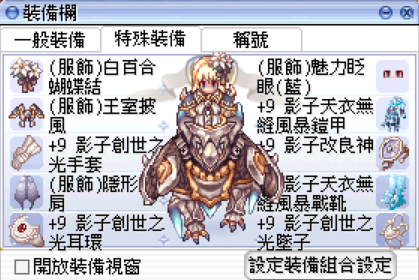 裝備欄
一般裝備
特殊裝備
稱號
(服飾)白百合
蝴蝶結
(服飾)王室披
風
+9 影子創世之
光手套
(服飾)隱形
肩
+9 影子創世之
光耳環
(服飾)魅力眨
眼(藍)
+9 影子天衣無
縫風暴鎧甲
+9 影子改良神
影子天衣無
縫風暴戰靴
+9 影子創世之
光墜子
開放裝備視窗
設定裝備組合設定